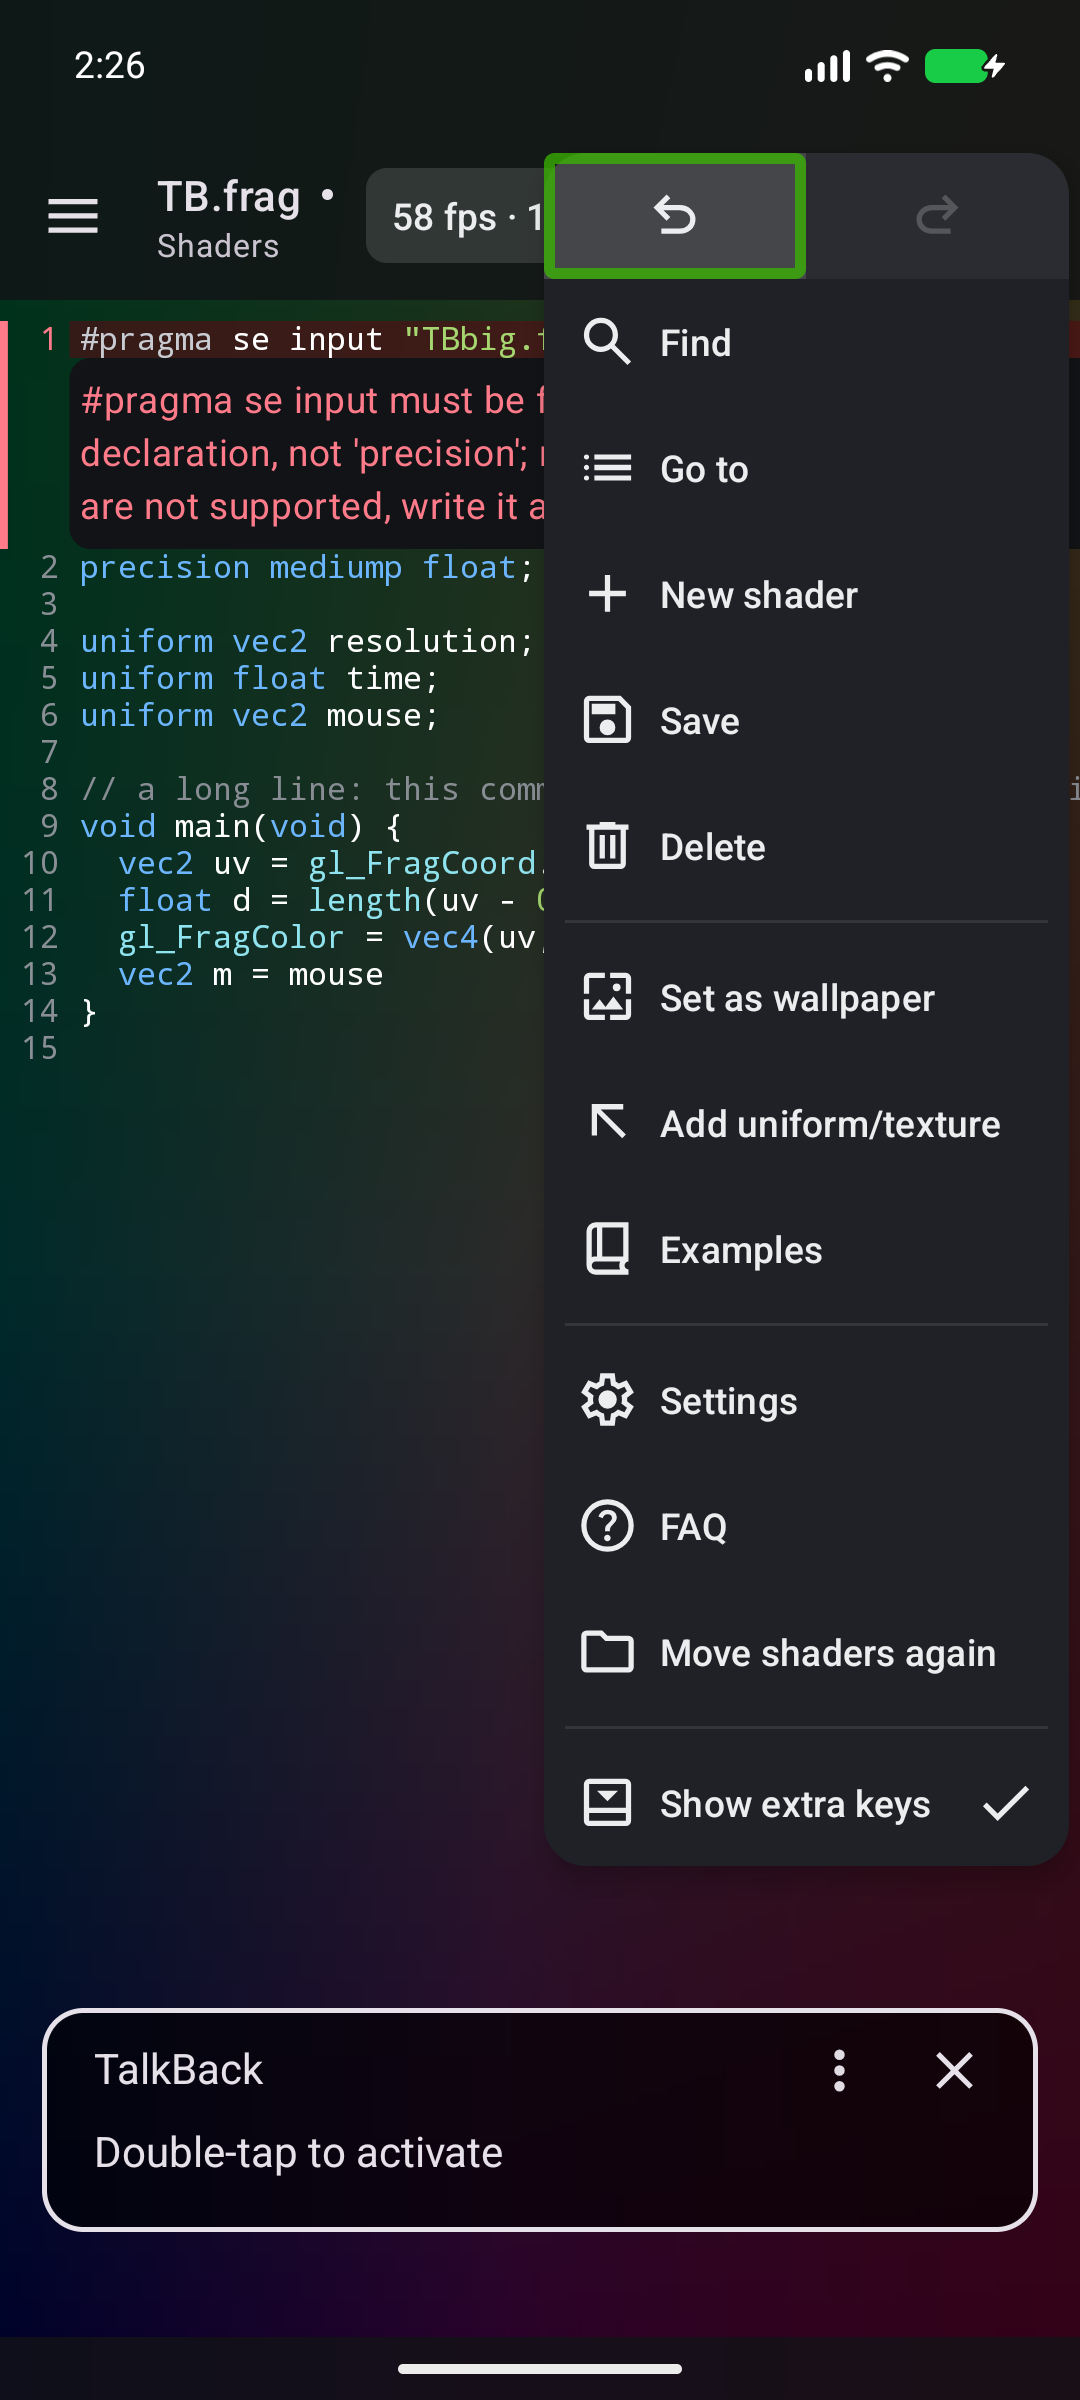 2:26
TB.frag •
Shaders
58 fps · 1
1 #pragma se input "TBbig.
#pragma se input must be
declaration, not 'precision';
are not supported, write it
2 precision mediump float;
3
4 uniform vec2 resolution;
5 uniform float time;
6 uniform vec2 mouse;
7
8 // a long line: this comm
9 void main(void) {
10 vec2 uv = gl_FragCoord.
11 float d = length(uv -
12 gl_FragColor = vec4(uv,
13 vec2 m = mouse
14 }
15
Find
Go to
New shader
Save
Delete
Set as wallpaper
Add uniform/texture
Examples
Settings
FAQ
Move shaders again
Show extra keys
TalkBack
Double-tap to activate